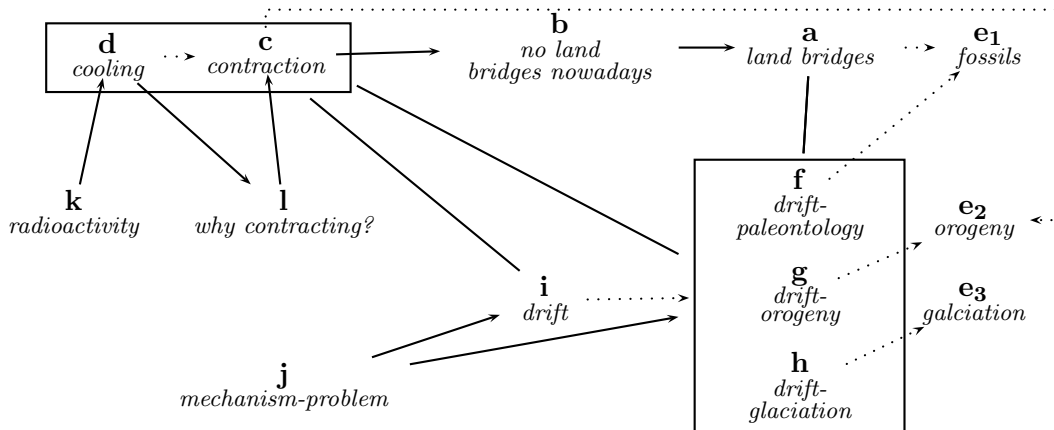 d
cooling
c
contraction
b
no land
bridges nowadays
a
land bridges
e₁
fossils
k
radioactivity
l
why contracting?
f
drift-
paleontology
e₂
orogeny
i
drift
g
drift-
orogeny
e₃
galciation
j
mechanism-problem
h
drift-
glaciation